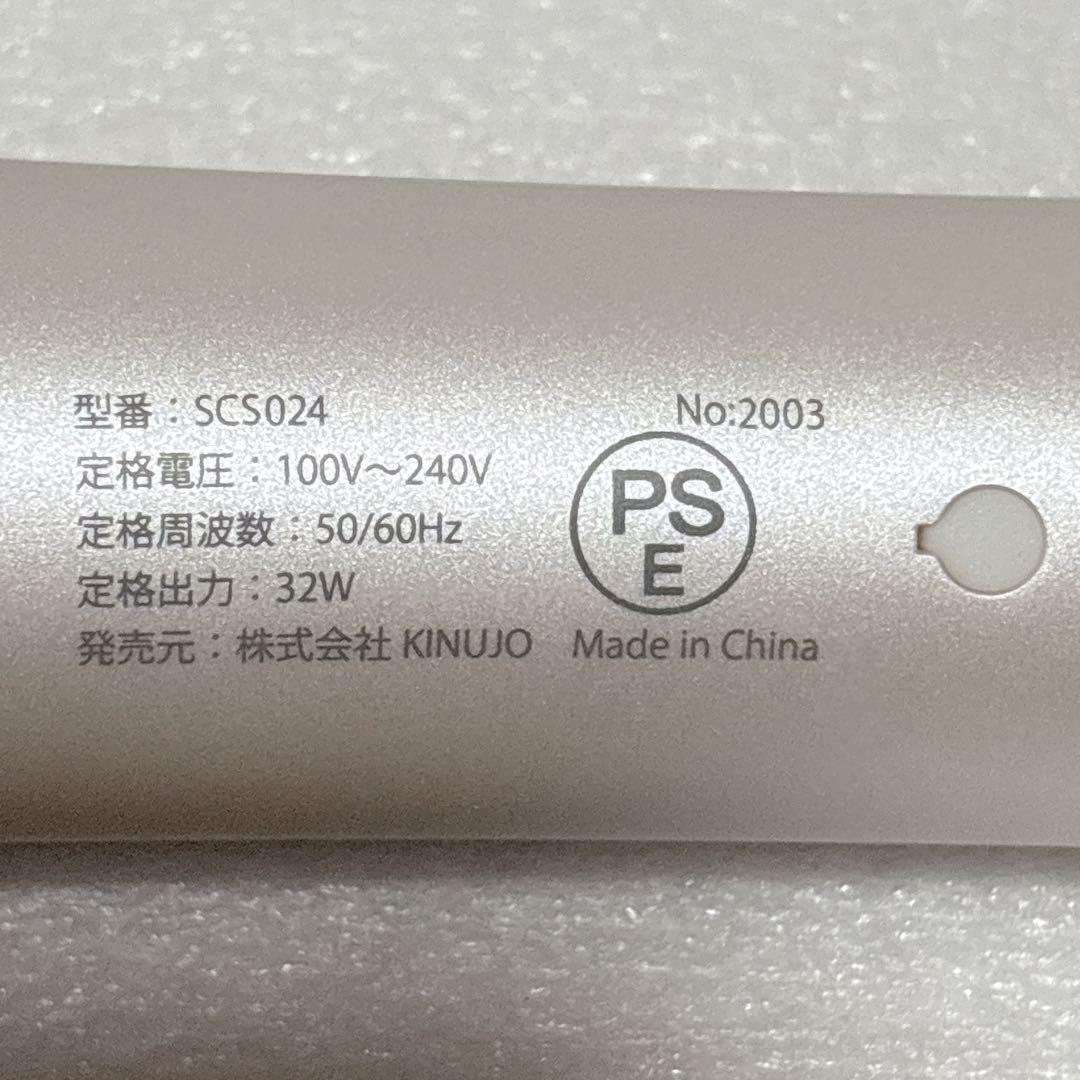 型番：SCS024
No:2003
定格電圧：100V～240V
定格周波数：50/60Hz
PS
E
定格出力：32W
発売元：株式会社 KINUJO
Made in China